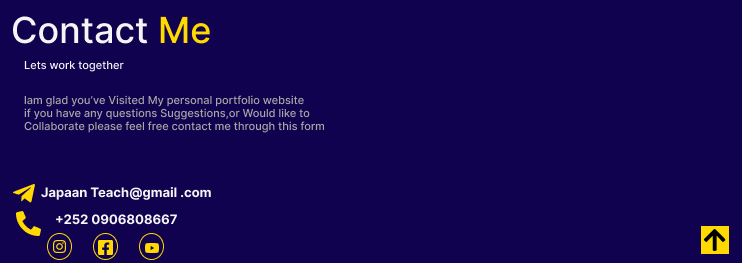 Contact Me
Lets work together
Iam glad you've Visited My personal portfolio website
if you have any questions Suggestions,or Would like to
Collaborate please feel free contact me through this form
Japaan Teach@gmail .com
+252 0906808667